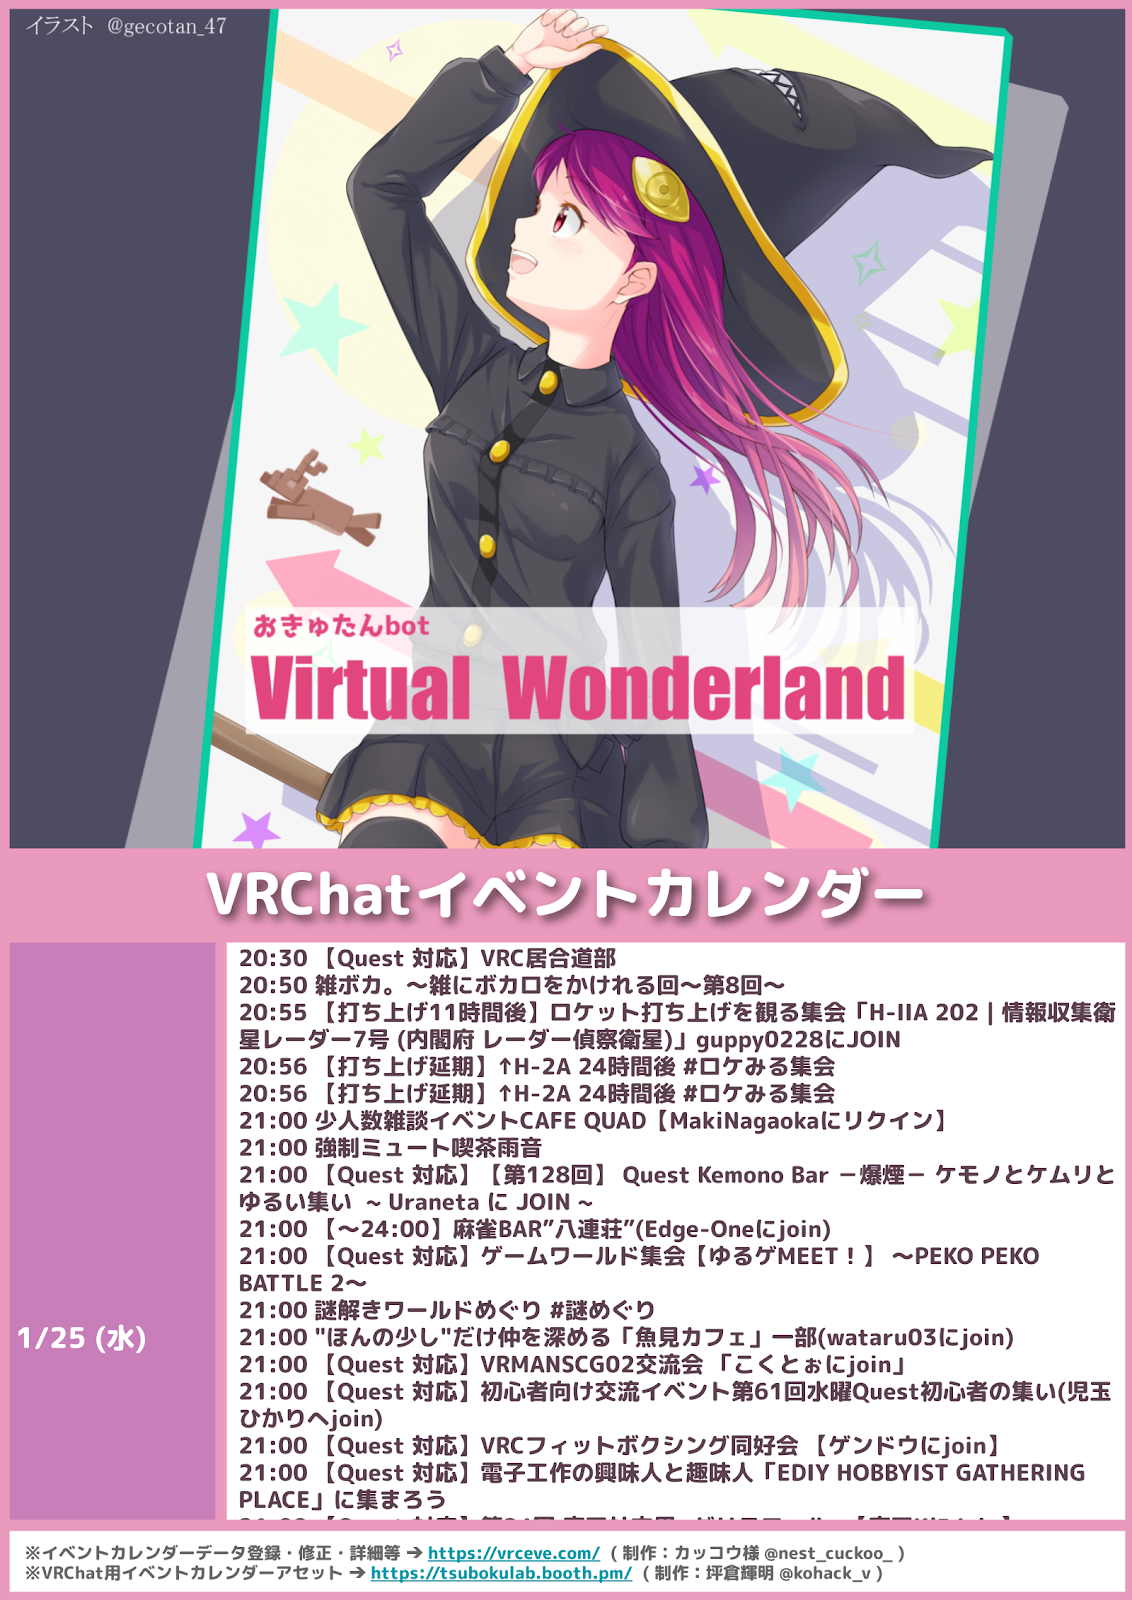 イラスト @gecotan_47
おきゅたんbot
Virtual Wonderland
VRChatイベントカレンダー
1/25 (水)
20:30 【Quest 対応】VRC居合道部
20:50 雑ボカ。～雑にボカロをかけれる回～第8回～
20:55 【打ち上げ11時間後】ロケット打ち上げを観る集会「H-IIA 202 | 情報収集衛
星レーダー7号 (内閣府 レーダー偵察衛星)」guppy0228にJOIN
20:56 【打ち上げ延期】↑H-2A 24時間後 #ロケみる集会
20:56 【打ち上げ延期】↑H-2A 24時間後 #ロケみる集会
21:00 少人数雑談イベントCAFE QUAD【MakiNagaokaにリクイン】
21:00 強制ミュート喫茶雨音
21:00 【Quest 対応】【第128回】 Quest Kemono Bar －爆煙－ ケモノとケムリと
ゆるい集い ~ Uraneta に JOIN ~
21:00 【～24:00】麻雀BAR”八連荘”(Edge-Oneにjoin)
21:00 【Quest 対応】ゲームワールド集会【ゆるゲMEET！】 ～PEKO PEKO
BATTLE 2～
21:00 謎解きワールドめぐり #謎めぐり
21:00 "ほんの少し"だけ仲を深める「魚見カフェ」一部(wataru03にjoin)
21:00 【Quest 対応】VRMANSCG02交流会 「こくとぉにjoin」
21:00 【Quest 対応】初心者向け交流イベント第61回水曜Quest初心者の集い(児玉
ひかりへjoin)
21:00 【Quest 対応】VRCフィットボクシング同好会 【ゲンドウにjoin】
21:00 【Quest 対応】電子工作の興味人と趣味人「EDIY HOBBYIST GATHERING
PLACE」に集まろう
※イベントカレンダーデータ登録・修正・詳細等 ➔ https://vrceve.com/ ( 制作：カッコウ様 @nest_cuckoo_ )
※VRChat用イベントカレンダーアセット ➔ https://tsubokulab.booth.pm/ ( 制作：坪倉輝明 @kohack_v )